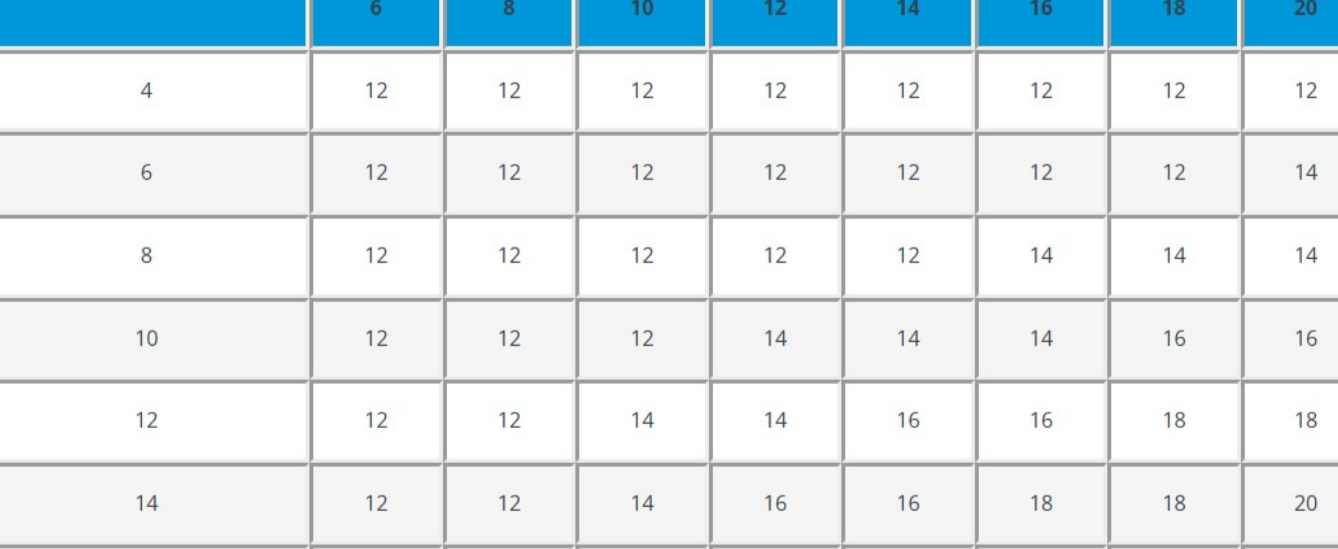 6 8 10 12 14 16 18 20
4 12 12 12 12 12 12 12 12
6 12 12 12 12 12 12 12 14
8 12 12 12 12 12 14 14 14
10 12 12 12 14 14 14 16 16
12 12 12 14 14 16 16 18 18
14 12 12 14 16 16 18 18 20